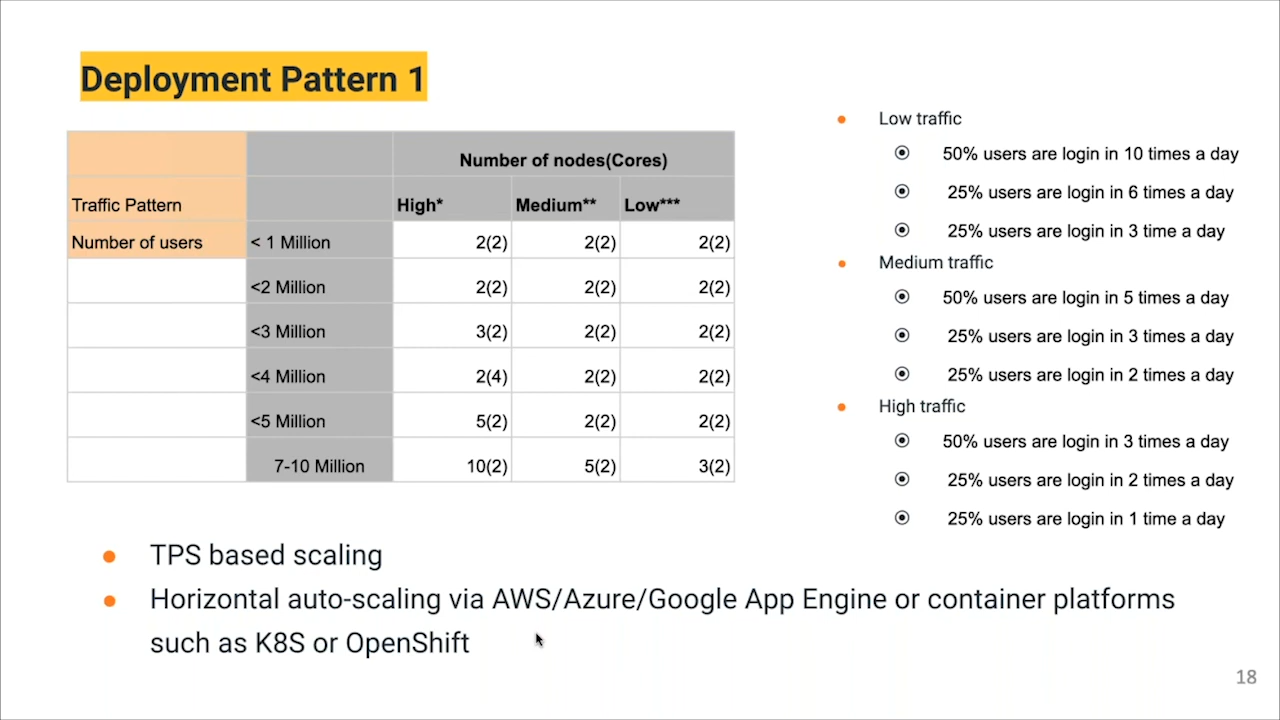 Deployment Pattern 1
Number of nodes(Cores)
Traffic Pattern High* Medium** Low***
Number of users < 1 Million 2(2) 2(2) 2(2)
<2 Million 2(2) 2(2) 2(2)
<3 Million 3(2) 2(2) 2(2)
<4 Million 2(4) 2(2) 2(2)
<5 Million 5(2) 2(2) 2(2)
7-10 Million 10(2) 5(2) 3(2)
Low traffic
50% users are login in 10 times a day
25% users are login in 6 times a day
25% users are login in 3 time a day
Medium traffic
50% users are login in 5 times a day
25% users are login in 3 times a day
25% users are login in 2 times a day
High traffic
50% users are login in 3 times a day
25% users are login in 2 times a day
25% users are login in 1 time a day
TPS based scaling
Horizontal auto-scaling via AWS/Azure/Google App Engine or container platforms
such as K8S or OpenShift
18